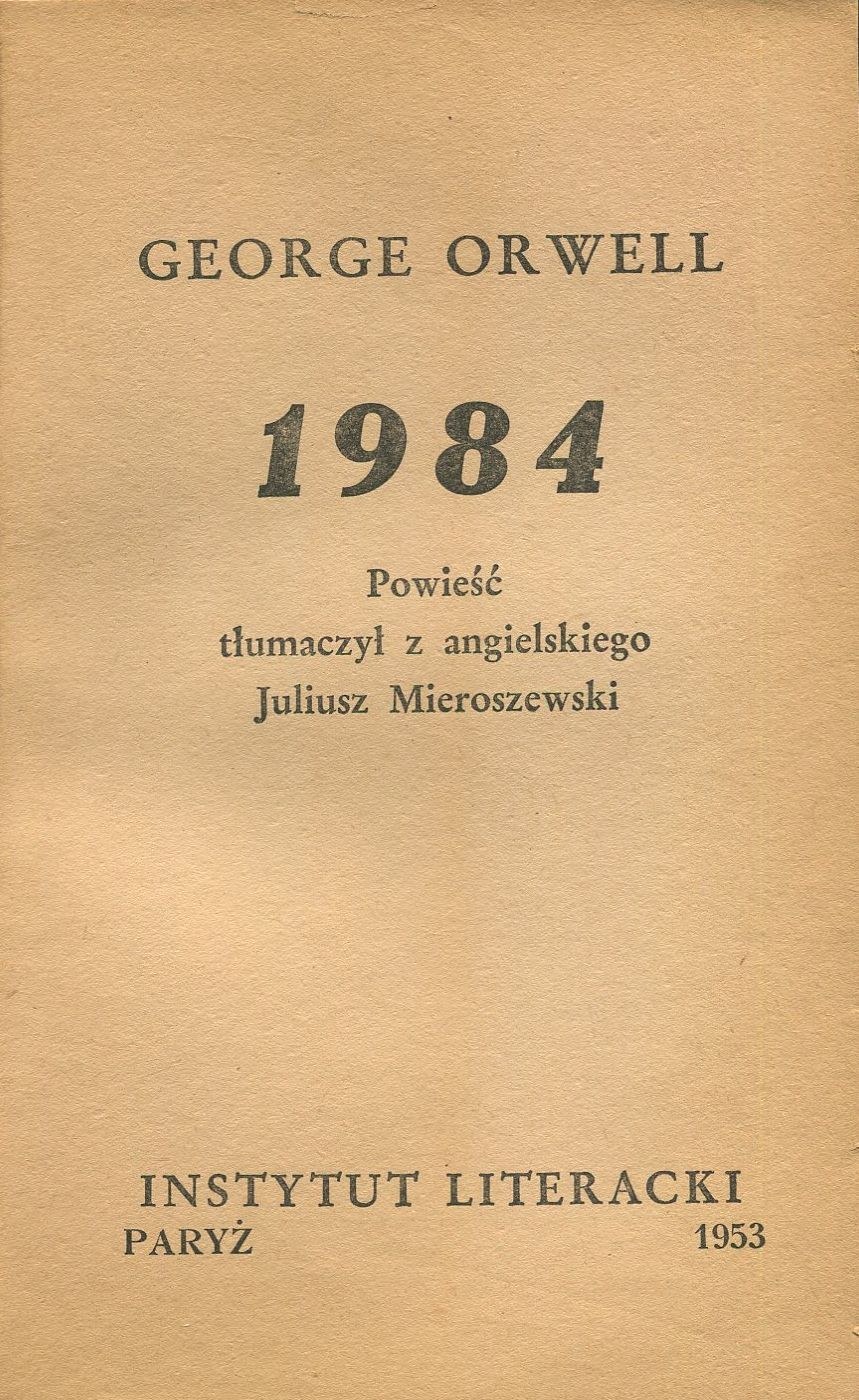 GEORGE ORWELL
1984
Powieść
tłumaczył z angielskiego
Juliusz Mieroszewski
INSTYTUT LITERACKI
PARYŻ 1953